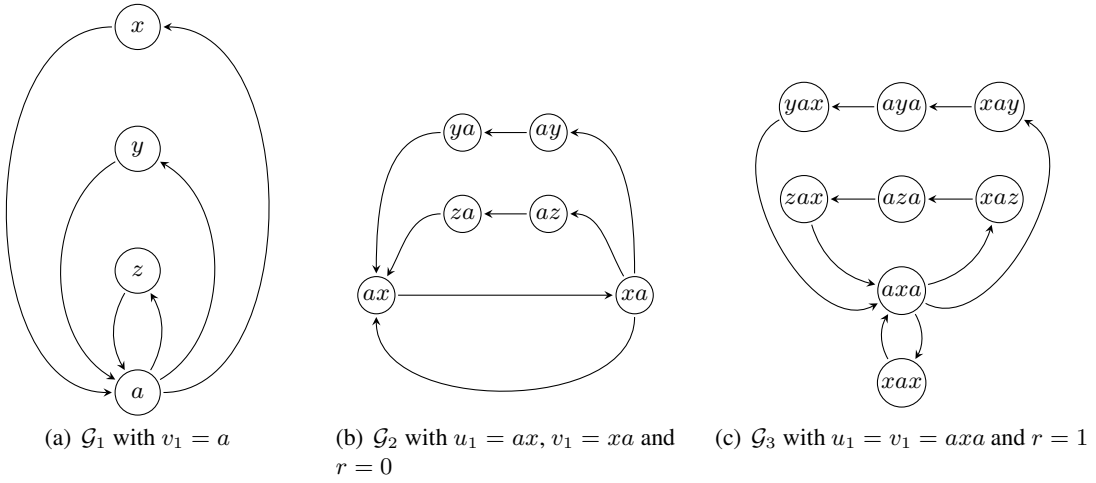 x
y
z
a
(a) 𝒢₁ with v₁ = a
ya ay
za az
ax xa
(b) 𝒢₂ with u₁ = ax, v₁ = xa and
r = 0
yax aya xay
zax aza xaz
axa
xax
(c) 𝒢₃ with u₁ = v₁ = axa and r = 1